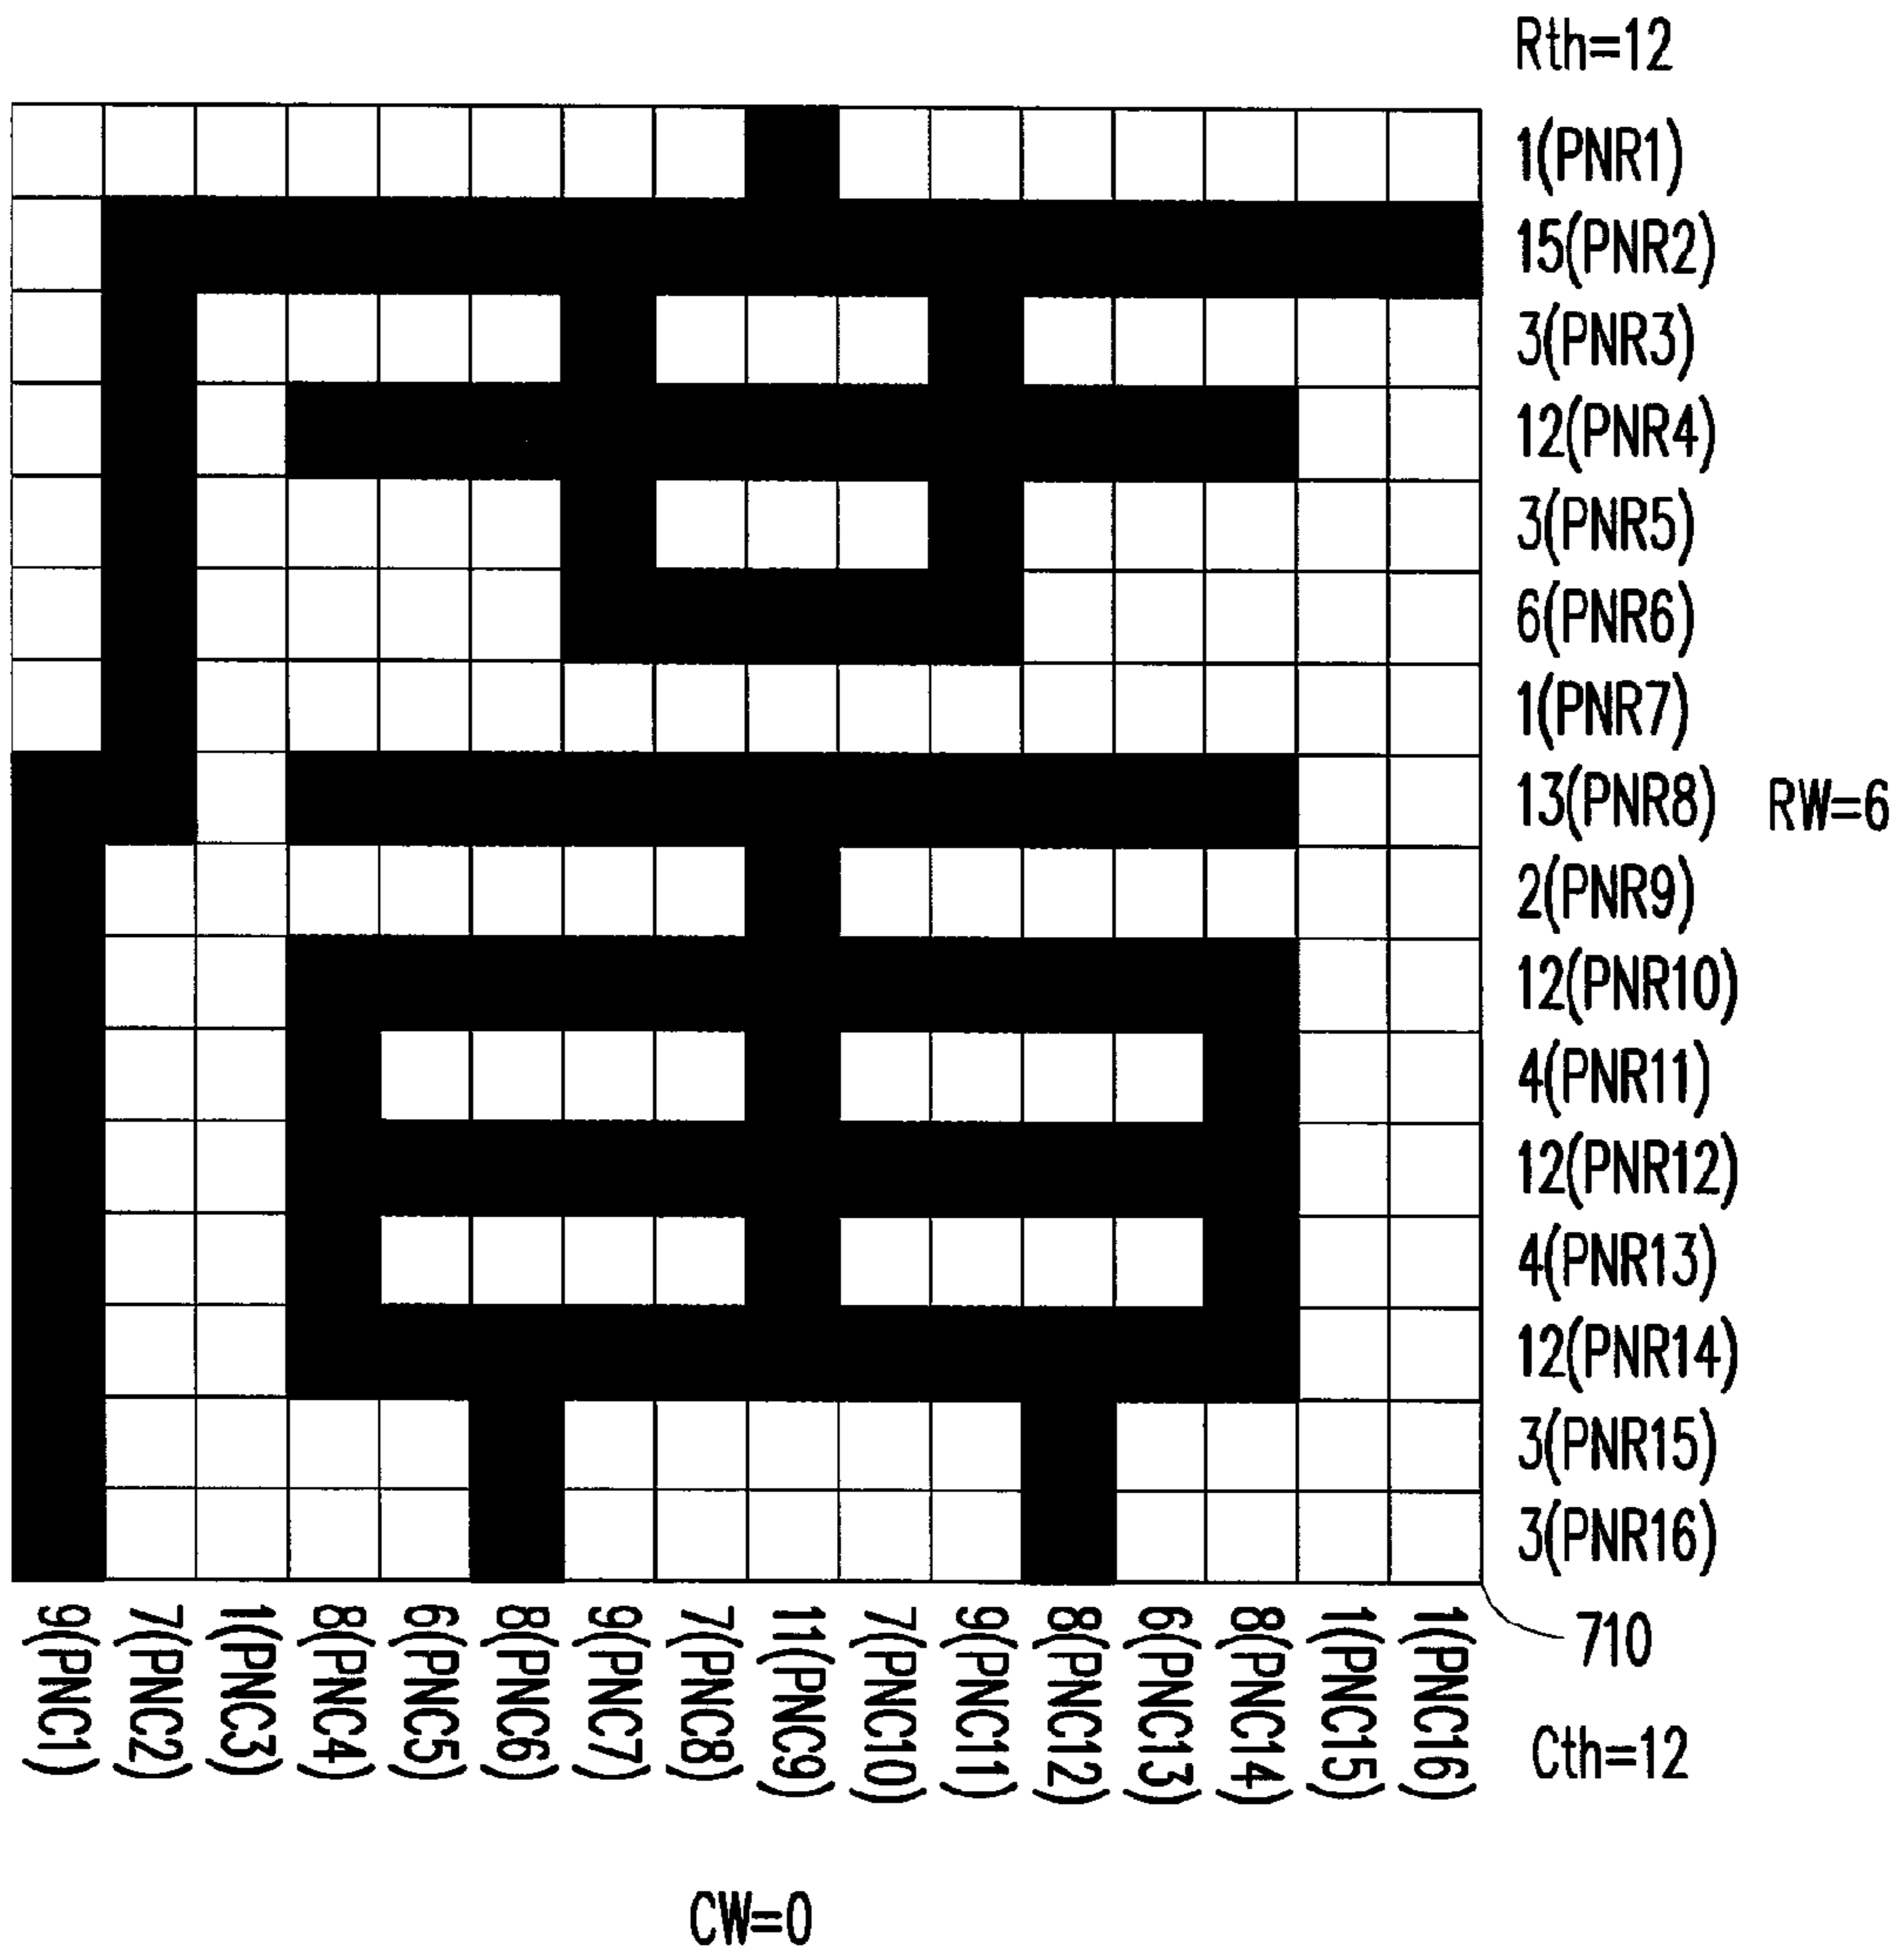 Rth=12
1(PNR1)
15(PNR2)
3(PNR3)
12(PNR4)
3(PNR5)
6(PNR6)
1(PNR7)
13(PNR8) RW=6
2(PNR9)
12(PNR10)
4(PNR11)
12(PNR12)
4(PNR13)
12(PNR14)
3(PNR15)
3(PNR16)
9(PNC1)
7(PNC2)
1(PNC3)
8(PNC4)
6(PNC5)
8(PNC6)
9(PNC7)
7(PNC8)
11(PNC9)
7(PNC10)
9(PNC11)
8(PNC12)
6(PNC13)
8(PNC14)
1(PNC15)
1(PNC16)
710
Cth=12
CW=0